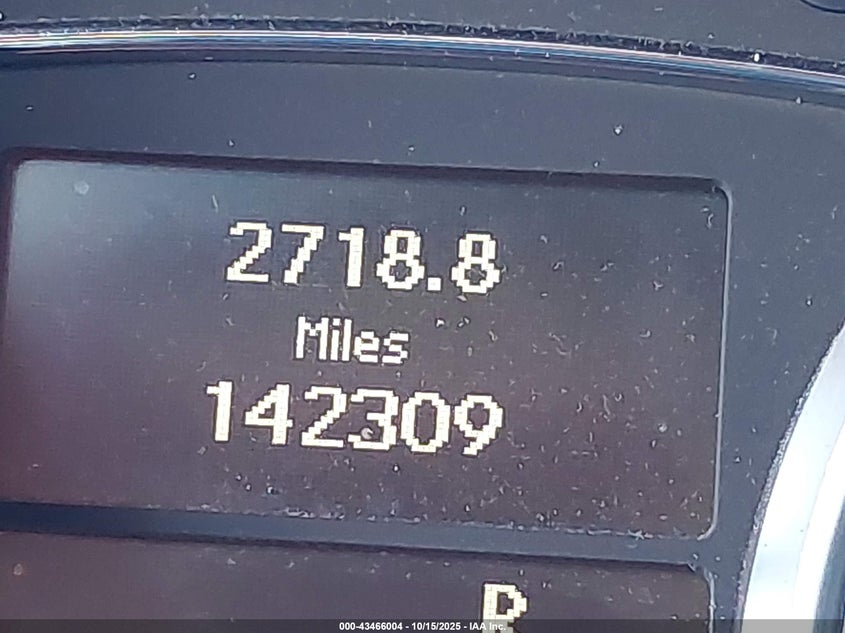 2718.8
Miles
142309
R
000-43466004 - 10/15/2025 - IAA Inc.